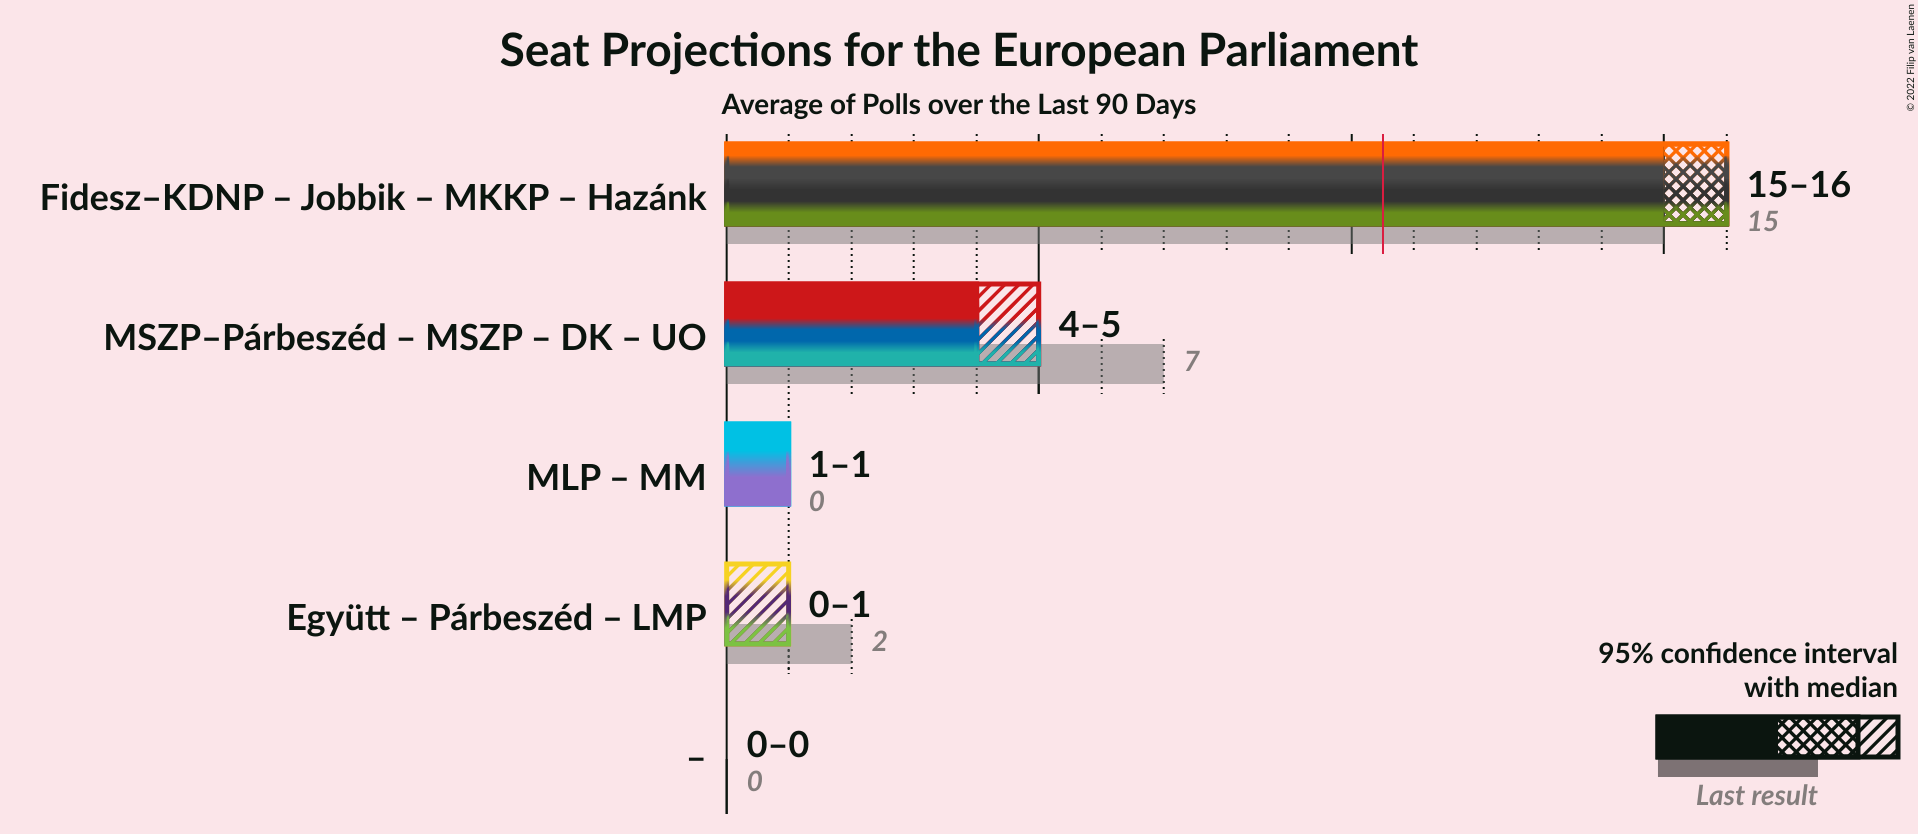 Seat Projections for the European Parliament
Average of Polls over the Last 90 Days
© 2022 Filip van Laenen
Fidesz–KDNP – Jobbik – MKKP – Hazánk
15–16
15
MSZP–Párbeszéd – MSZP – DK – UO
4–5
7
MLP – MM
1–1
0
Együtt – Párbeszéd – LMP
0–1
2
–
0–0
0
95% confidence interval
with median
Last result